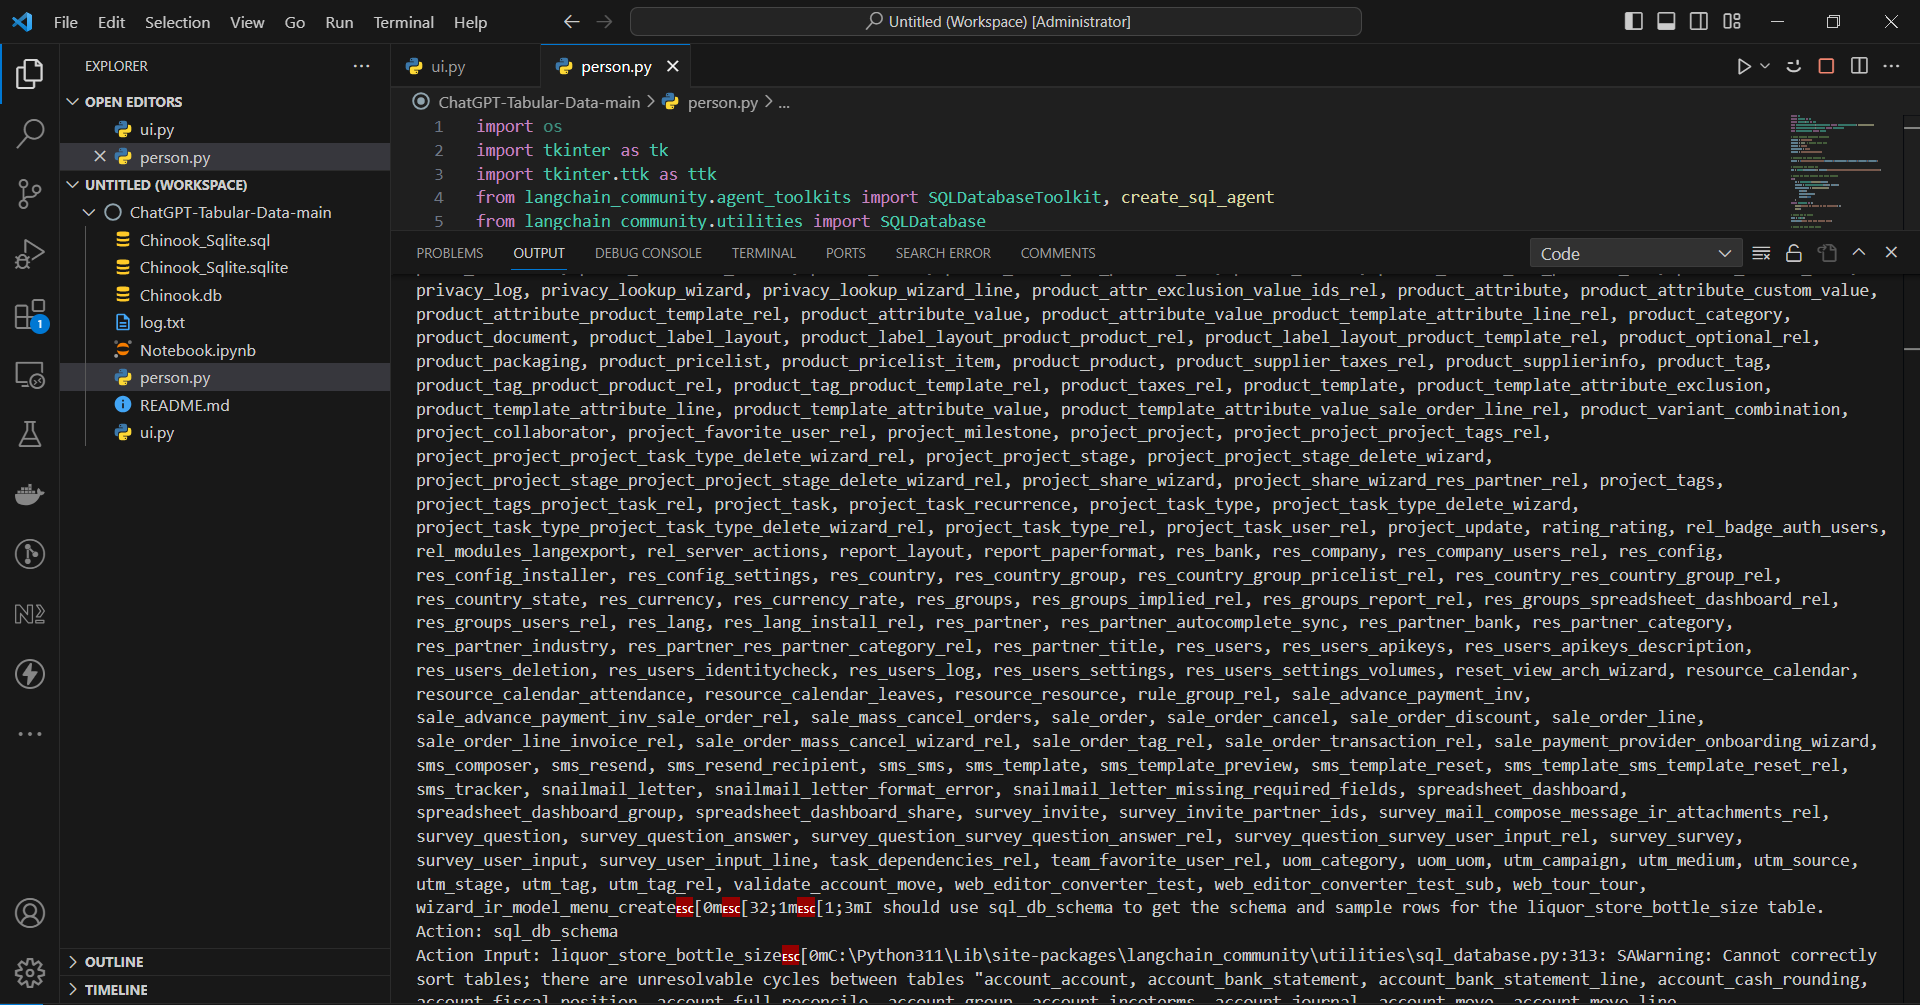 File Edit Selection View Go Run Terminal Help
Untitled (Workspace) [Administrator]
EXPLORER
OPEN EDITORS
ui.py
person.py
UNTITLED (WORKSPACE)
ChatGPT-Tabular-Data-main
Chinook_Sqlite.sql
Chinook_Sqlite.sqlite
Chinook.db
log.txt
Notebook.ipynb
person.py
README.md
ui.py
OUTLINE
TIMELINE
1
ui.py
person.py
ChatGPT-Tabular-Data-main > person.py > ...
1 import os
2 import tkinter as tk
3 import tkinter.ttk as ttk
4 from langchain_community.agent_toolkits import SQLDatabaseToolkit, create_sql_agent
5 from langchain_community.utilities import SQLDatabase
PROBLEMS OUTPUT DEBUG CONSOLE TERMINAL PORTS SEARCH ERROR COMMENTS
Code
privacy_log, privacy_lookup_wizard, privacy_lookup_wizard_line, product_attr_exclusion_value_ids_rel, product_attribute, product_attribute_custom_value,
product_attribute_product_template_rel, product_attribute_value, product_attribute_value_product_template_attribute_line_rel, product_category,
product_document, product_label_layout, product_label_layout_product_product_rel, product_label_layout_product_template_rel, product_optional_rel,
product_packaging, product_pricelist, product_pricelist_item, product_product, product_supplier_taxes_rel, product_supplierinfo, product_tag,
product_tag_product_product_rel, product_tag_product_template_rel, product_taxes_rel, product_template, product_template_attribute_exclusion,
product_template_attribute_line, product_template_attribute_value, product_template_attribute_value_sale_order_line_rel, product_variant_combination,
project_collaborator, project_favorite_user_rel, project_milestone, project_project, project_project_project_tags_rel,
project_project_project_task_type_delete_wizard_rel, project_project_stage, project_project_stage_delete_wizard,
project_project_stage_project_project_stage_delete_wizard_rel, project_share_wizard, project_share_wizard_res_partner_rel, project_tags,
project_tags_project_task_rel, project_task, project_task_recurrence, project_task_type, project_task_type_delete_wizard,
project_task_type_project_task_type_delete_wizard_rel, project_task_type_rel, project_task_user_rel, project_update, rating_rating, rel_badge_auth_users,
rel_modules_langexport, rel_server_actions, report_layout, report_paperformat, res_bank, res_company, res_company_users_rel, res_config,
res_config_installer, res_config_settings, res_country, res_country_group, res_country_group_pricelist_rel, res_country_res_country_group_rel,
res_country_state, res_currency, res_currency_rate, res_groups, res_groups_implied_rel, res_groups_report_rel, res_groups_spreadsheet_dashboard_rel,
res_groups_users_rel, res_lang, res_lang_install_rel, res_partner, res_partner_autocomplete_sync, res_partner_bank, res_partner_category,
res_partner_industry, res_partner_res_partner_category_rel, res_partner_title, res_users, res_users_apikeys, res_users_apikeys_description,
res_users_deletion, res_users_identitycheck, res_users_log, res_users_settings, res_users_settings_volumes, reset_view_arch_wizard, resource_calendar,
resource_calendar_attendance, resource_calendar_leaves, resource_resource, rule_group_rel, sale_advance_payment_inv,
sale_advance_payment_inv_sale_order_rel, sale_mass_cancel_orders, sale_order, sale_order_cancel, sale_order_discount, sale_order_line,
sale_order_line_invoice_rel, sale_order_mass_cancel_wizard_rel, sale_order_tag_rel, sale_order_transaction_rel, sale_payment_provider_onboarding_wizard,
sms_composer, sms_resend, sms_resend_recipient, sms_sms, sms_template, sms_template_preview, sms_template_reset, sms_template_sms_template_reset_rel,
sms_tracker, snailmail_letter, snailmail_letter_format_error, snailmail_letter_missing_required_fields, spreadsheet_dashboard,
spreadsheet_dashboard_group, spreadsheet_dashboard_share, survey_invite, survey_invite_partner_ids, survey_mail_compose_message_ir_attachments_rel,
survey_question, survey_question_answer, survey_question_survey_question_answer_rel, survey_question_survey_user_input_rel, survey_survey,
survey_user_input, survey_user_input_line, task_dependencies_rel, team_favorite_user_rel, uom_category, uom_uom, utm_campaign, utm_medium, utm_source,
utm_stage, utm_tag, utm_tag_rel, validate_account_move, web_editor_converter_test, web_editor_converter_test_sub, web_tour_tour,
wizard_ir_model_menu_createESC[0mESC[32;1mESC[1;3mI should use sql_db_schema to get the schema and sample rows for the liquor_store_bottle_size table.
Action: sql_db_schema
Action Input: liquor_store_bottle_sizeESC[0mC:\Python311\Lib\site-packages\langchain_community\utilities\sql_database.py:313: SAWarning: Cannot correctly
sort tables; there are unresolvable cycles between tables "account_account, account_bank_statement, account_bank_statement_line, account_cash_rounding,
account_fiscal_position, account_full_reconcile, account_group, account_incoterms, account_journal, account_move, account_move_line,